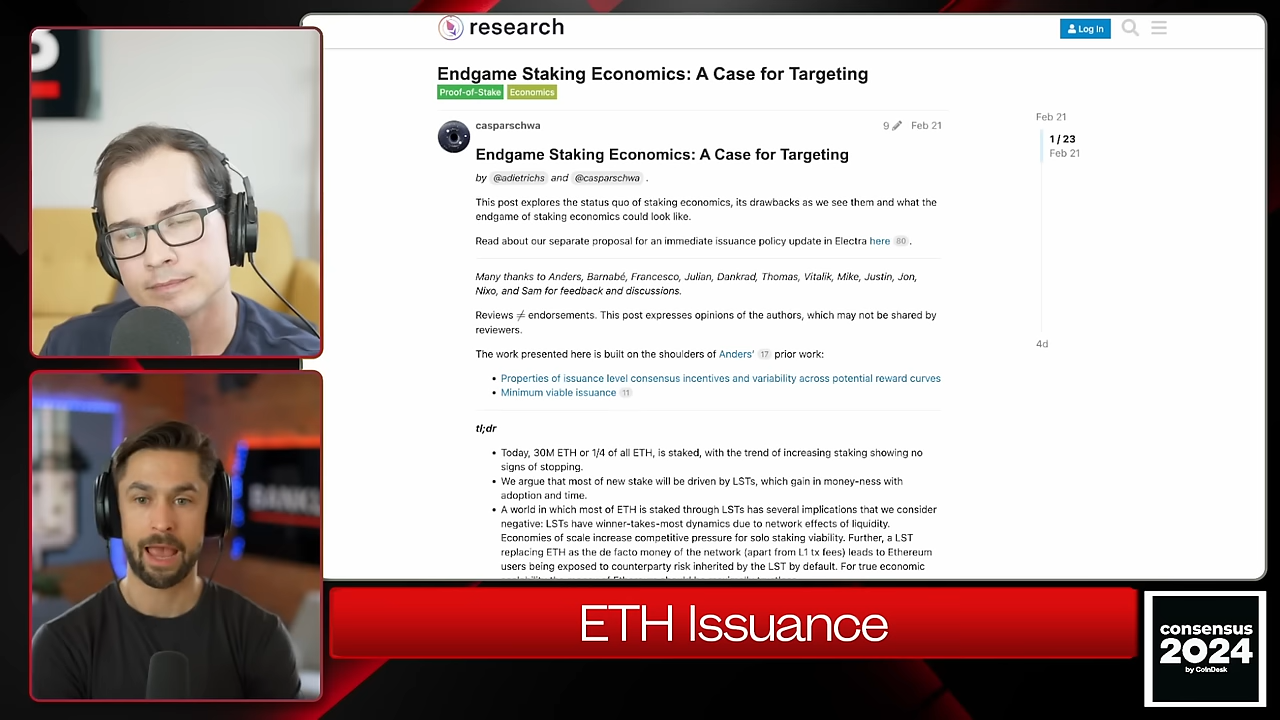 research
Log In
Endgame Staking Economics: A Case for Targeting
Proof-of-Stake Economics
casparschwa
9 Feb 21
Endgame Staking Economics: A Case for Targeting
by @adietrichs and @casparschwa .
This post explores the status quo of staking economics, its drawbacks as we see them and what the
endgame of staking economics could look like.
Read about our separate proposal for an immediate issuance policy update in Electra here 80 .
Many thanks to Anders, Barnabé, Francesco, Julian, Dankrad, Thomas, Vitalik, Mike, Justin, Jon,
Nixo, and Sam for feedback and discussions.
Reviews ≠ endorsements. This post expresses opinions of the authors, which may not be shared by
reviewers.
The work presented here is built on the shoulders of Anders' 17 prior work:
• Properties of issuance level consensus incentives and variability across potential reward curves
• Minimum viable issuance 11
tl;dr
• Today, 30M ETH or 1/4 of all ETH, is staked, with the trend of increasing staking showing no
signs of stopping.
• We argue that most of new stake will be driven by LSTs, which gain in money-ness with
adoption and time.
• A world in which most of ETH is staked through LSTs has several implications that we consider
negative: LSTs have winner-takes-most dynamics due to network effects of liquidity.
Economies of scale increase competitive pressure for solo staking viability. Further, a LST
replacing ETH as the de facto money of the network (apart from L1 tx fees) leads to Ethereum
users being exposed to counterparty risk inherited by the LST by default. For true economic
Feb 21
1 / 23
Feb 21
4d
ETH Issuance
consensus
2024
by CoinDesk